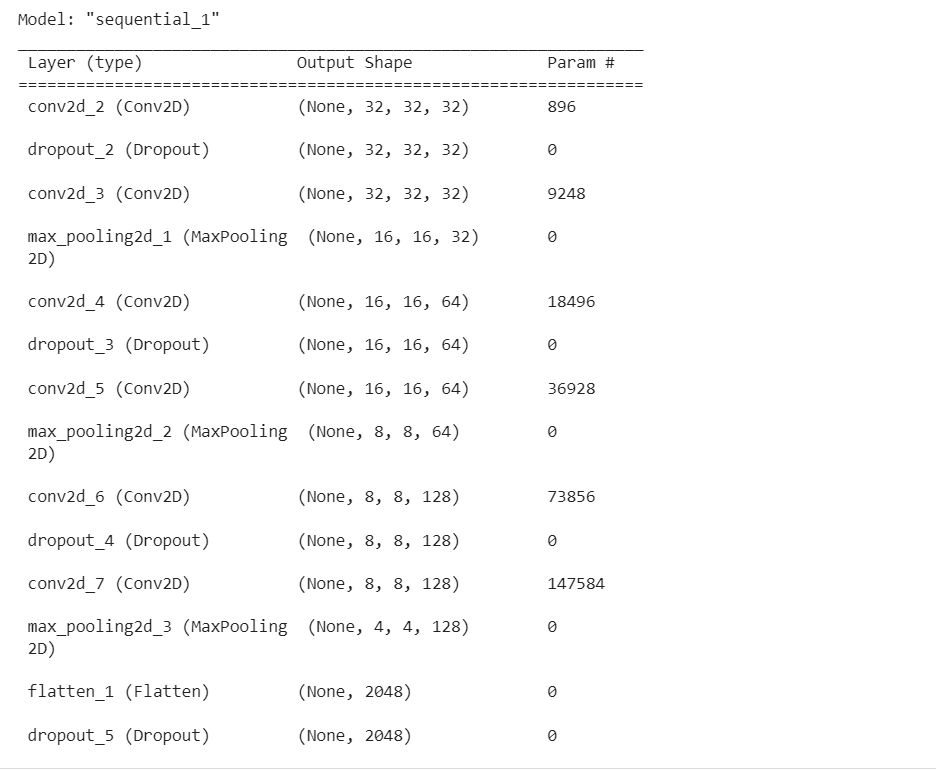 Model: "sequential_1"
_________________________________________________________________
Layer (type) Output Shape Param #
=================================================================
conv2d_2 (Conv2D) (None, 32, 32, 32) 896
dropout_2 (Dropout) (None, 32, 32, 32) 0
conv2d_3 (Conv2D) (None, 32, 32, 32) 9248
max_pooling2d_1 (MaxPooling (None, 16, 16, 32) 0
2D)
conv2d_4 (Conv2D) (None, 16, 16, 64) 18496
dropout_3 (Dropout) (None, 16, 16, 64) 0
conv2d_5 (Conv2D) (None, 16, 16, 64) 36928
max_pooling2d_2 (MaxPooling (None, 8, 8, 64) 0
2D)
conv2d_6 (Conv2D) (None, 8, 8, 128) 73856
dropout_4 (Dropout) (None, 8, 8, 128) 0
conv2d_7 (Conv2D) (None, 8, 8, 128) 147584
max_pooling2d_3 (MaxPooling (None, 4, 4, 128) 0
2D)
flatten_1 (Flatten) (None, 2048) 0
dropout_5 (Dropout) (None, 2048) 0